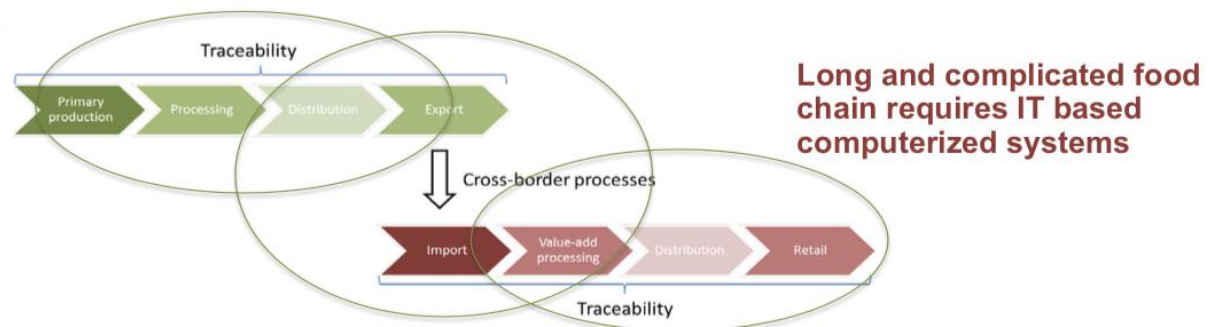 Traceability
Primary
production
Processing
Distribution
Export
Long and complicated food
chain requires IT based
computerized systems
Cross-border processes
Import
Value-add
processing
Distribution
Retail
Traceability